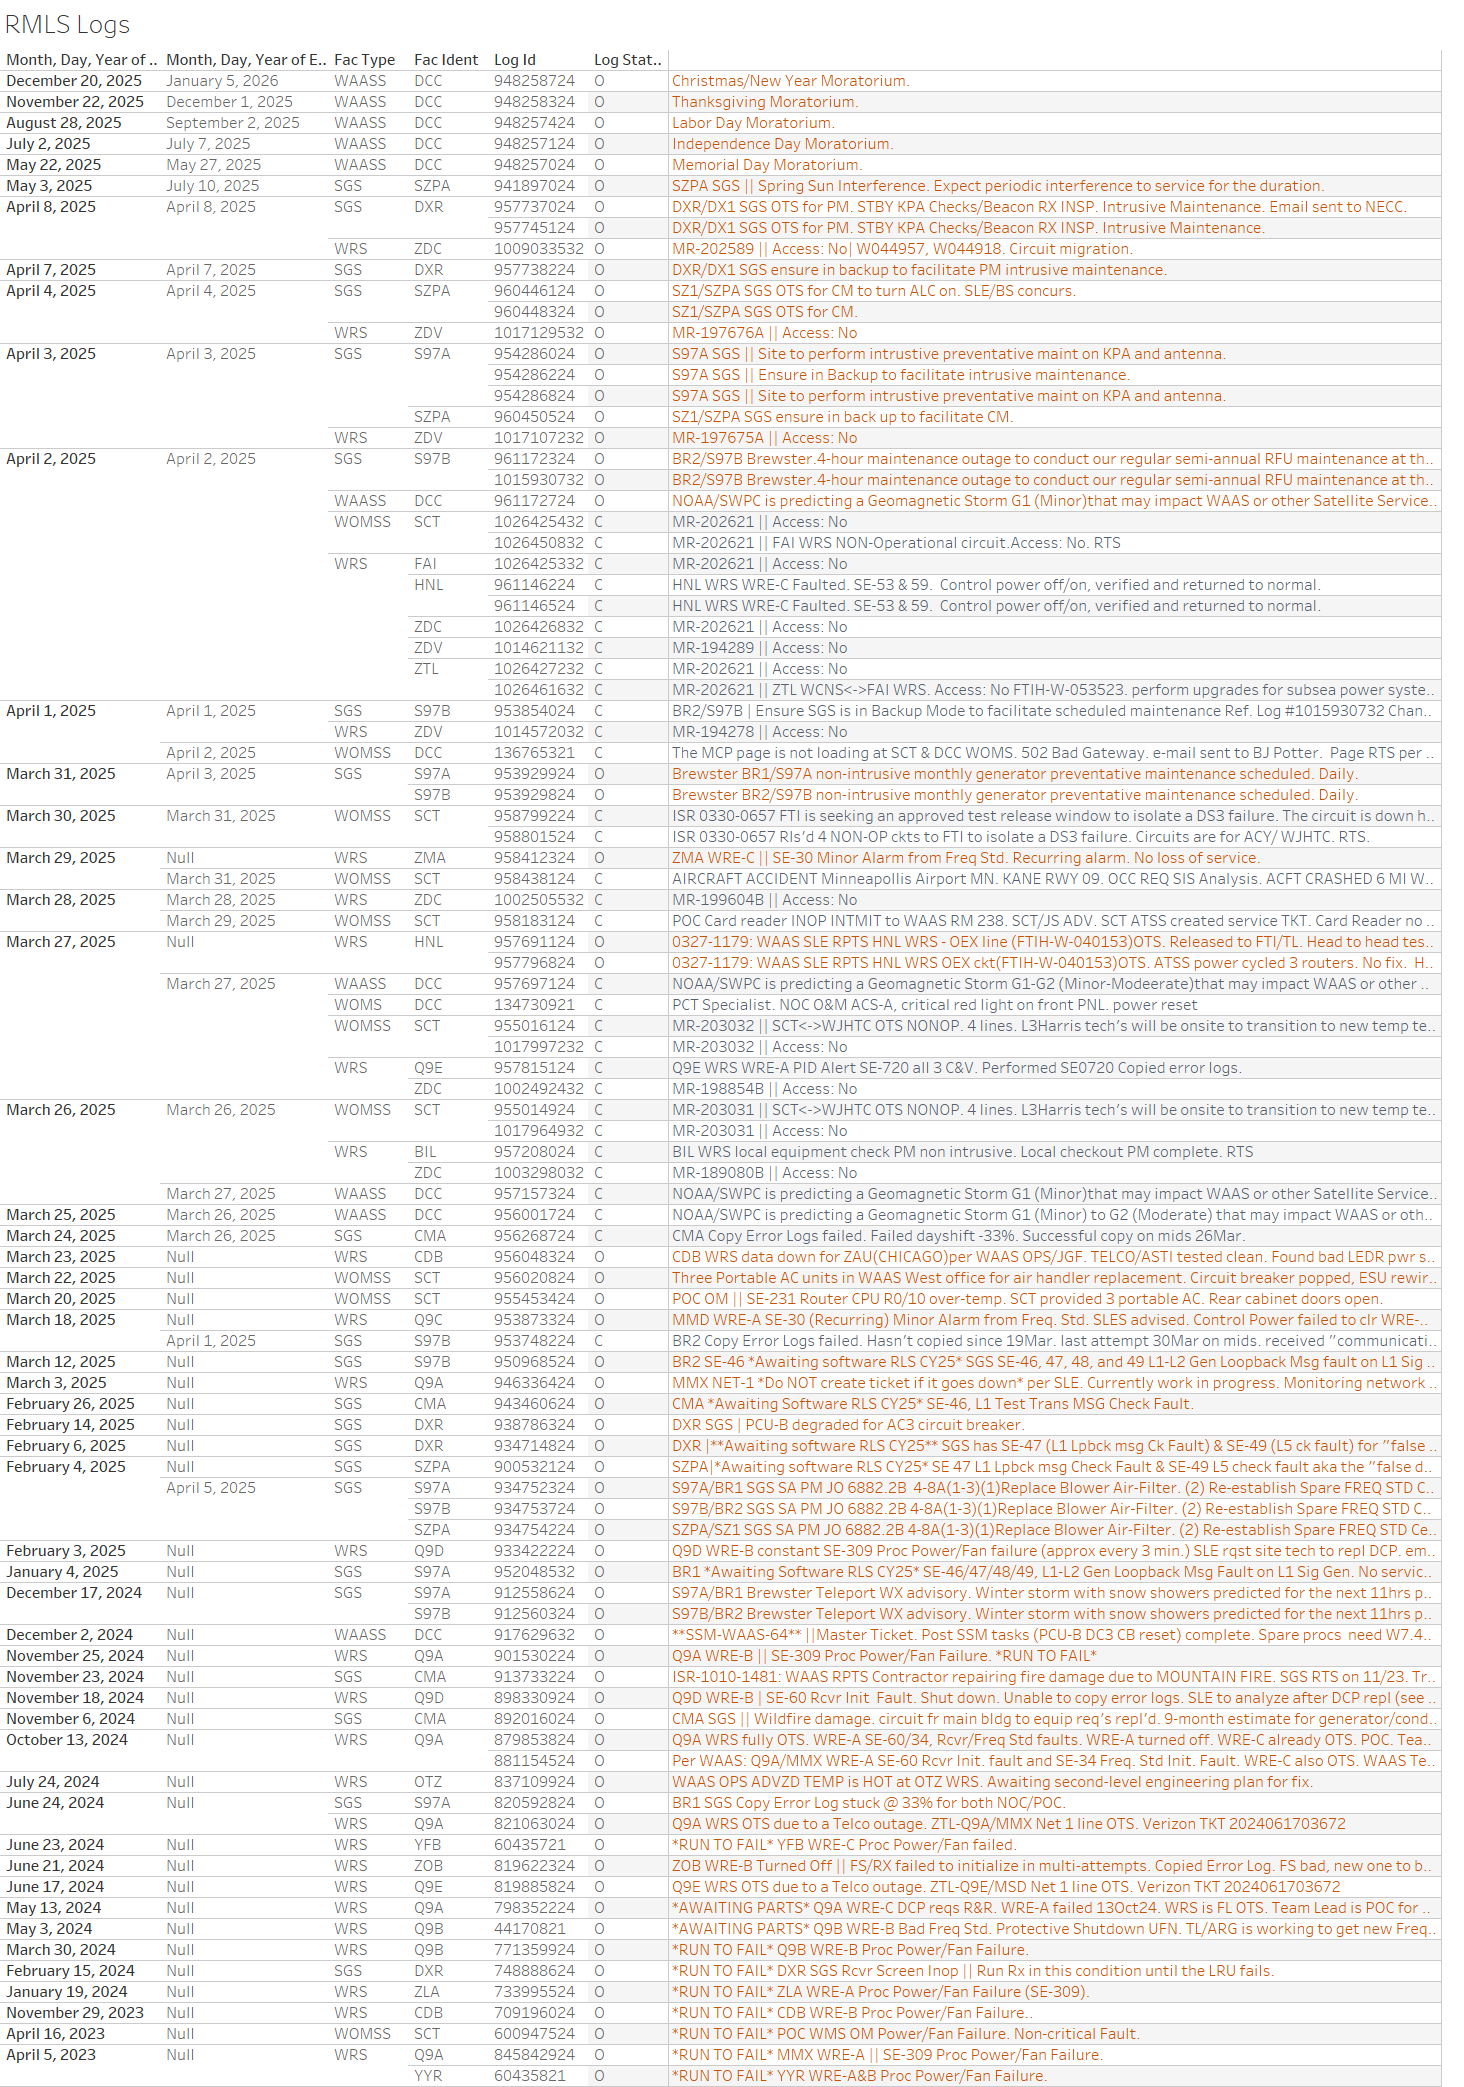 RMLS Logs
Month, Day, Year of .. Month, Day, Year of E.. Fac Type Fac Ident Log Id Log Stat..
December 20, 2025 January 5, 2026 WAASS DCC 948258724 O Christmas/New Year Moratorium.
November 22, 2025 December 1, 2025 WAASS DCC 948258324 O Thanksgiving Moratorium.
August 28, 2025 September 2, 2025 WAASS DCC 948257424 O Labor Day Moratorium.
July 2, 2025 July 7, 2025 WAASS DCC 948257124 O Independence Day Moratorium.
May 22, 2025 May 27, 2025 WAASS DCC 948257024 O Memorial Day Moratorium.
May 3, 2025 July 10, 2025 SGS SZPA 941897024 O SZPA SGS || Spring Sun Interference. Expect periodic interference to service for the duration.
April 8, 2025 April 8, 2025 SGS DXR 957737024 O DXR/DX1 SGS OTS for PM. STBY KPA Checks/Beacon RX INSP. Intrusive Maintenance. Email sent to NECC.
957745124 O DXR/DX1 SGS OTS for PM. STBY KPA Checks/Beacon RX INSP. Intrusive Maintenance.
WRS ZDC 1009033532 O MR-202589 || Access: No| W044957, W044918. Circuit migration.
April 7, 2025 April 7, 2025 SGS DXR 957738224 O DXR/DX1 SGS ensure in backup to facilitate PM intrusive maintenance.
April 4, 2025 April 4, 2025 SGS SZPA 960446124 O SZ1/SZPA SGS OTS for CM to turn ALC on. SLE/BS concurs.
960448324 O SZ1/SZPA SGS OTS for CM.
WRS ZDV 1017129532 O MR-197676A || Access: No
April 3, 2025 April 3, 2025 SGS S97A 954286024 O S97A SGS || Site to perform intrustive preventative maint on KPA and antenna.
954286224 O S97A SGS || Ensure in Backup to facilitate intrusive maintenance.
954286824 O S97A SGS || Site to perform intrustive preventative maint on KPA and antenna.
SZPA 960450524 O SZ1/SZPA SGS ensure in back up to facilitate CM.
WRS ZDV 1017107232 O MR-197675A || Access: No
April 2, 2025 April 2, 2025 SGS S97B 961172324 O BR2/S97B Brewster.4-hour maintenance outage to conduct our regular semi-annual RFU maintenance at th..
1015930732 O BR2/S97B Brewster.4-hour maintenance outage to conduct our regular semi-annual RFU maintenance at th..
WAASS DCC 961172724 O NOAA/SWPC is predicting a Geomagnetic Storm G1 (Minor)that may impact WAAS or other Satellite Service..
WOMSS SCT 1026425432 C MR-202621 || Access: No
1026450832 C MR-202621 || FAI WRS NON-Operational circuit.Access: No. RTS
WRS FAI 1026425332 C MR-202621 || Access: No
HNL 961146224 C HNL WRS WRE-C Faulted. SE-53 & 59.  Control power off/on, verified and returned to normal.
961146524 C HNL WRS WRE-C Faulted. SE-53 & 59.  Control power off/on, verified and returned to normal.
ZDC 1026426832 C MR-202621 || Access: No
ZDV 1014621132 C MR-194289 || Access: No
ZTL 1026427232 C MR-202621 || Access: No
1026461632 C MR-202621 || ZTL WCNS<->FAI WRS. Access: No FTIH-W-053523. perform upgrades for subsea power syste..
April 1, 2025 April 1, 2025 SGS S97B 953854024 C BR2/S97B | Ensure SGS is in Backup Mode to facilitate scheduled maintenance Ref. Log #1015930732 Chan..
WRS ZDV 1014572032 C MR-194278 || Access: No
April 2, 2025 WOMSS DCC 136765321 C The MCP page is not loading at SCT & DCC WOMS. 502 Bad Gateway. e-mail sent to BJ Potter.  Page RTS per ..
March 31, 2025 April 3, 2025 SGS S97A 953929924 O Brewster BR1/S97A non-intrusive monthly generator preventative maintenance scheduled. Daily.
S97B 953929824 O Brewster BR2/S97B non-intrusive monthly generator preventative maintenance scheduled. Daily.
March 30, 2025 March 31, 2025 WOMSS SCT 958799224 C ISR 0330-0657 FTI is seeking an approved test release window to isolate a DS3 failure. The circuit is down h..
958801524 C ISR 0330-0657 RIs'd 4 NON-OP ckts to FTI to isolate a DS3 failure. Circuits are for ACY/ WJHTC. RTS.
March 29, 2025 Null WRS ZMA 958412324 O ZMA WRE-C || SE-30 Minor Alarm from Freq Std. Recurring alarm. No loss of service.
March 31, 2025 WOMSS SCT 958438124 C AIRCRAFT ACCIDENT Minneapollis Airport MN. KANE RWY 09. OCC REQ SIS Analysis. ACFT CRASHED 6 MI W..
March 28, 2025 March 28, 2025 WRS ZDC 1002505532 C MR-199604B || Access: No
March 29, 2025 WOMSS SCT 958183124 C POC Card reader INOP INTMIT to WAAS RM 238. SCT/JS ADV. SCT ATSS created service TKT. Card Reader no ..
March 27, 2025 Null WRS HNL 957691124 O 0327-1179: WAAS SLE RPTS HNL WRS - OEX line (FTIH-W-040153)OTS. Released to FTI/TL. Head to head tes..
957796824 O 0327-1179: WAAS SLE RPTS HNL WRS OEX ckt(FTIH-W-040153)OTS. ATSS power cycled 3 routers. No fix.  H..
March 27, 2025 WAASS DCC 957697124 C NOAA/SWPC is predicting a Geomagnetic Storm G1-G2 (Minor-Modeerate)that may impact WAAS or other ..
WOMS DCC 134730921 C PCT Specialist. NOC O&M ACS-A, critical red light on front PNL. power reset
WOMSS SCT 955016124 C MR-203032 || SCT<->WJHTC OTS NONOP. 4 lines. L3Harris tech's will be onsite to transition to new temp te..
1017997232 C MR-203032 || Access: No
WRS Q9E 957815124 C Q9E WRS WRE-A PID Alert SE-720 all 3 C&V. Performed SE0720 Copied error logs.
ZDC 1002492432 C MR-198854B || Access: No
March 26, 2025 March 26, 2025 WOMSS SCT 955014924 C MR-203031 || SCT<->WJHTC OTS NONOP. 4 lines. L3Harris tech's will be onsite to transition to new temp te..
1017964932 C MR-203031 || Access: No
WRS BIL 957208024 C BIL WRS local equipment check PM non intrusive. Local checkout PM complete. RTS
ZDC 1003298032 C MR-189080B || Access: No
March 27, 2025 WAASS DCC 957157324 C NOAA/SWPC is predicting a Geomagnetic Storm G1 (Minor)that may impact WAAS or other Satellite Service..
March 25, 2025 March 26, 2025 WAASS DCC 956001724 C NOAA/SWPC is predicting a Geomagnetic Storm G1 (Minor) to G2 (Moderate) that may impact WAAS or oth..
March 24, 2025 March 26, 2025 SGS CMA 956268724 C CMA Copy Error Logs failed. Failed dayshift -33%. Successful copy on mids 26Mar.
March 23, 2025 Null WRS CDB 956048324 O CDB WRS data down for ZAU(CHICAGO)per WAAS OPS/JGF. TELCO/ASTI tested clean. Found bad LEDR pwr s..
March 22, 2025 Null WOMSS SCT 956020824 O Three Portable AC units in WAAS West office for air handler replacement. Circuit breaker popped, ESU rewir..
March 20, 2025 Null WOMSS SCT 955453424 O POC OM || SE-231 Router CPU R0/10 over-temp. SCT provided 3 portable AC. Rear cabinet doors open.
March 18, 2025 Null WRS Q9C 953873324 O MMD WRE-A SE-30 (Recurring) Minor Alarm from Freq. Std. SLES advised. Control Power failed to clr WRE-..
April 1, 2025 SGS S97B 953748224 C BR2 Copy Error Logs failed. Hasn't copied since 19Mar. last attempt 30Mar on mids. received "communicati..
March 12, 2025 Null SGS S97B 950968524 O BR2 SE-46 *Awaiting software RLS CY25* SGS SE-46, 47, 48, and 49 L1-L2 Gen Loopback Msg fault on L1 Sig ..
March 3, 2025 Null WRS Q9A 946336424 O MMX NET-1 *Do NOT create ticket if it goes down* per SLE. Currently work in progress. Monitoring network ..
February 26, 2025 Null SGS CMA 943460624 O CMA *Awaiting Software RLS CY25* SE-46, L1 Test Trans MSG Check Fault.
February 14, 2025 Null SGS DXR 938786324 O DXR SGS | PCU-B degraded for AC3 circuit breaker.
February 6, 2025 Null SGS DXR 934714824 O DXR |**Awaiting software RLS CY25** SGS has SE-47 (L1 Lpbck msg Ck Fault) & SE-49 (L5 ck fault) for "false ..
February 4, 2025 Null SGS SZPA 900532124 O SZPA|*Awaiting software RLS CY25* SE 47 L1 Lpbck msg Check Fault & SE-49 L5 check fault aka the "false d..
April 5, 2025 SGS S97A 934752324 O S97A/BR1 SGS SA PM JO 6882.2B  4-8A(1-3)(1)Replace Blower Air-Filter. (2) Re-establish Spare FREQ STD C..
S97B 934753724 O S97B/BR2 SGS SA PM JO 6882.2B 4-8A(1-3)(1)Replace Blower Air-Filter. (2) Re-establish Spare FREQ STD C..
SZPA 934754224 O SZPA/SZ1 SGS SA PM JO 6882.2B 4-8A(1-3)(1)Replace Blower Air-Filter. (2) Re-establish Spare FREQ STD Ce..
February 3, 2025 Null WRS Q9D 933422224 O Q9D WRE-B constant SE-309 Proc Power/Fan failure (approx every 3 min.) SLE rqst site tech to repl DCP. em..
January 4, 2025 Null SGS S97A 952048532 O BR1 *Awaiting Software RLS CY25* SE-46/47/48/49, L1-L2 Gen Loopback Msg Fault on L1 Sig Gen. No servic..
December 17, 2024 Null SGS S97A 912558624 O S97A/BR1 Brewster Teleport WX advisory. Winter storm with snow showers predicted for the next 11hrs p..
S97B 912560324 O S97B/BR2 Brewster Teleport WX advisory. Winter storm with snow showers predicted for the next 11hrs p..
December 2, 2024 Null WAASS DCC 917629632 O **SSM-WAAS-64** ||Master Ticket. Post SSM tasks (PCU-B DC3 CB reset) complete. Spare procs  need W7.4..
November 25, 2024 Null WRS Q9A 901530224 O Q9A WRE-B || SE-309 Proc Power/Fan Failure. *RUN TO FAIL*
November 23, 2024 Null SGS CMA 913733224 O ISR-1010-1481: WAAS RPTS Contractor repairing fire damage due to MOUNTAIN FIRE. SGS RTS on 11/23. Tr..
November 18, 2024 Null WRS Q9D 898330924 O Q9D WRE-B | SE-60 Rcvr Init  Fault. Shut down. Unable to copy error logs. SLE to analyze after DCP repl (see ..
November 6, 2024 Null SGS CMA 892016024 O CMA SGS || Wildfire damage. circuit fr main bldg to equip req's repl'd. 9-month estimate for generator/cond..
October 13, 2024 Null WRS Q9A 879853824 O Q9A WRS fully OTS. WRE-A SE-60/34, Rcvr/Freq Std faults. WRE-A turned off. WRE-C already OTS. POC. Tea..
881154524 O Per WAAS: Q9A/MMX WRE-A SE-60 Rcvr Init. fault and SE-34 Freq. Std Init. Fault. WRE-C also OTS. WAAS Te..
July 24, 2024 Null WRS OTZ 837109924 O WAAS OPS ADVZD TEMP is HOT at OTZ WRS. Awaiting second-level engineering plan for fix.
June 24, 2024 Null SGS S97A 820592824 O BR1 SGS Copy Error Log stuck @ 33% for both NOC/POC.
WRS Q9A 821063024 O Q9A WRS OTS due to a Telco outage. ZTL-Q9A/MMX Net 1 line OTS. Verizon TKT 2024061703672
June 23, 2024 Null WRS YFB 60435721 O *RUN TO FAIL* YFB WRE-C Proc Power/Fan failed.
June 21, 2024 Null WRS ZOB 819622324 O ZOB WRE-B Turned Off || FS/RX failed to initialize in multi-attempts. Copied Error Log. FS bad, new one to b..
June 17, 2024 Null WRS Q9E 819885824 O Q9E WRS OTS due to a Telco outage. ZTL-Q9E/MSD Net 1 line OTS. Verizon TKT 2024061703672
May 13, 2024 Null WRS Q9A 798352224 O *AWAITING PARTS* Q9A WRE-C DCP reqs R&R. WRE-A failed 13Oct24. WRS is FL OTS. Team Lead is POC for ..
May 3, 2024 Null WRS Q9B 44170821 O *AWAITING PARTS* Q9B WRE-B Bad Freq Std. Protective Shutdown UFN. TL/ARG is working to get new Freq..
March 30, 2024 Null WRS Q9B 771359924 O *RUN TO FAIL* Q9B WRE-B Proc Power/Fan Failure.
February 15, 2024 Null SGS DXR 748888624 O *RUN TO FAIL* DXR SGS Rcvr Screen Inop || Run Rx in this condition until the LRU fails.
January 19, 2024 Null WRS ZLA 733995524 O *RUN TO FAIL* ZLA WRE-A Proc Power/Fan Failure (SE-309).
November 29, 2023 Null WRS CDB 709196024 O *RUN TO FAIL* CDB WRE-B Proc Power/Fan Failure..
April 16, 2023 Null WOMSS SCT 600947524 O *RUN TO FAIL* POC WMS OM Power/Fan Failure. Non-critical Fault.
April 5, 2023 Null WRS Q9A 845842924 O *RUN TO FAIL* MMX WRE-A || SE-309 Proc Power/Fan Failure.
YYR 60435821 O *RUN TO FAIL* YYR WRE-A&B Proc Power/Fan Failure.